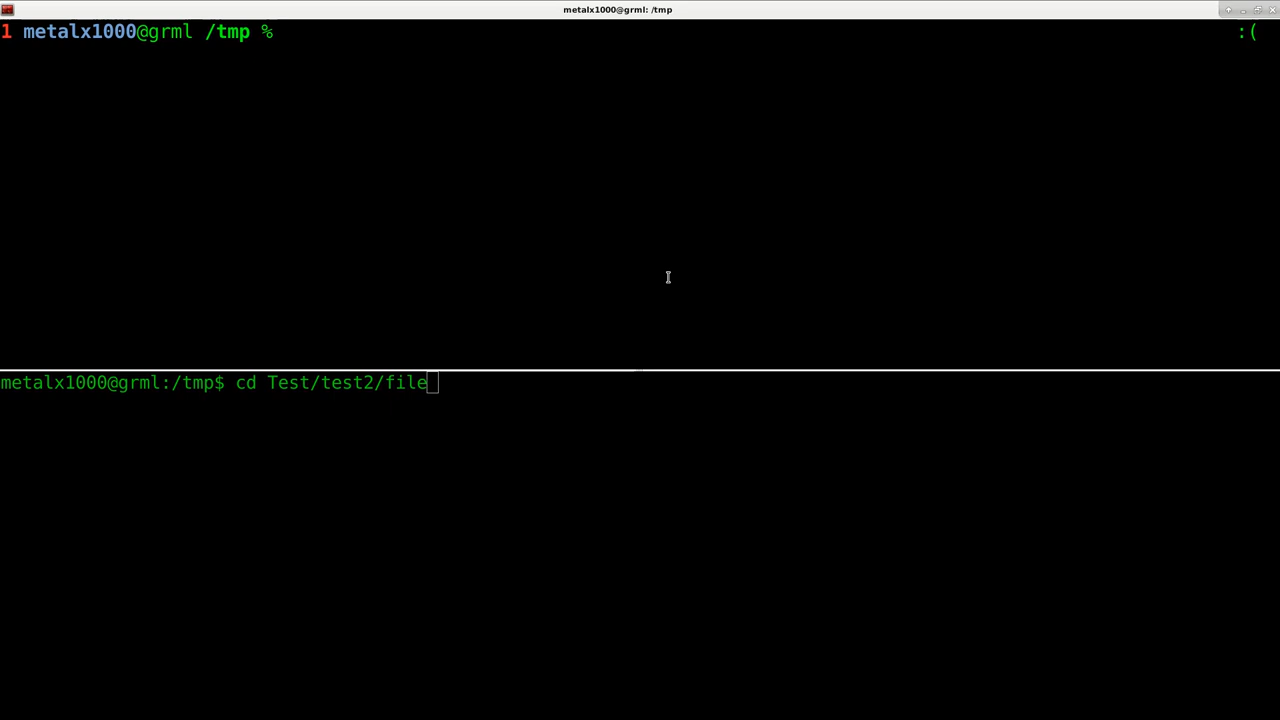 metalx1000@grml: /tmp
1 metalx1000@grml /tmp % :(
metalx1000@grml:/tmp$ cd Test/test2/file